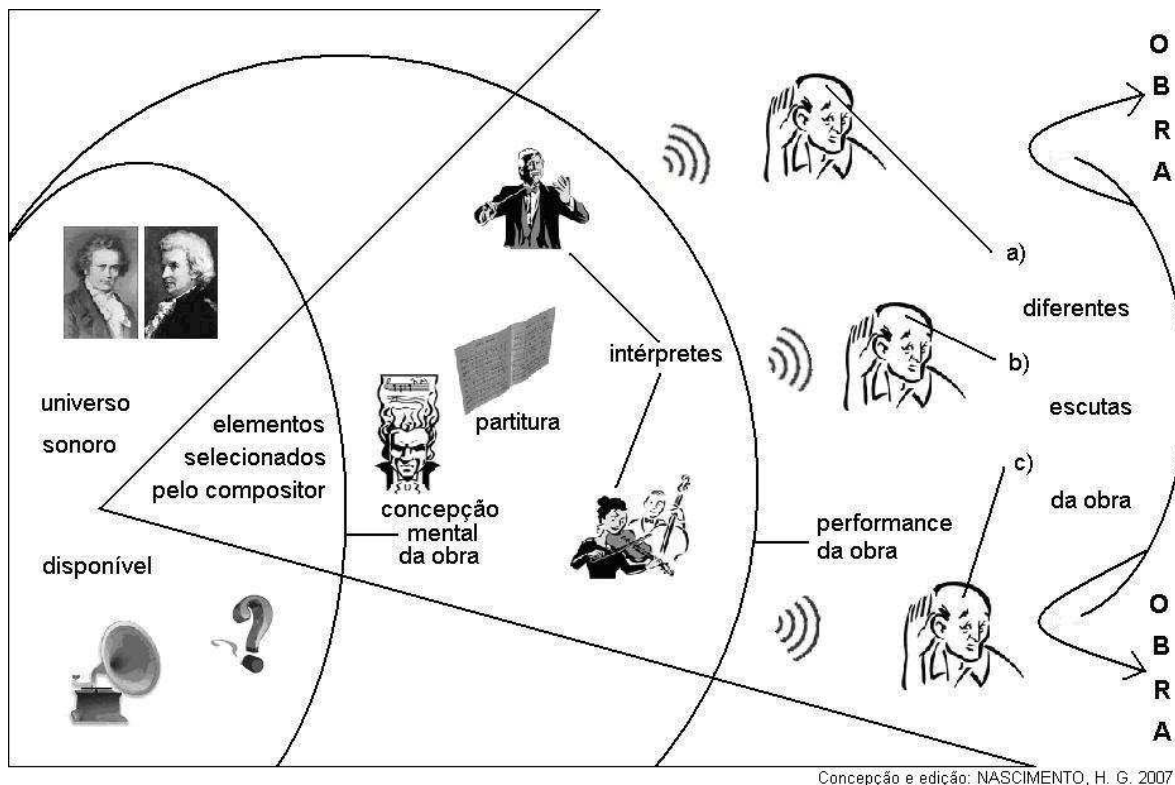 universo
sonoro
disponível
elementos
selecionados
pelo compositor
concepção
mental
da obra
partitura
intérpretes
performance
da obra
a)
diferentes
b)
escutas
c)
da obra
O
B
R
A
O
B
R
A
Concepção e edição: NASCIMENTO, H. G. 2007